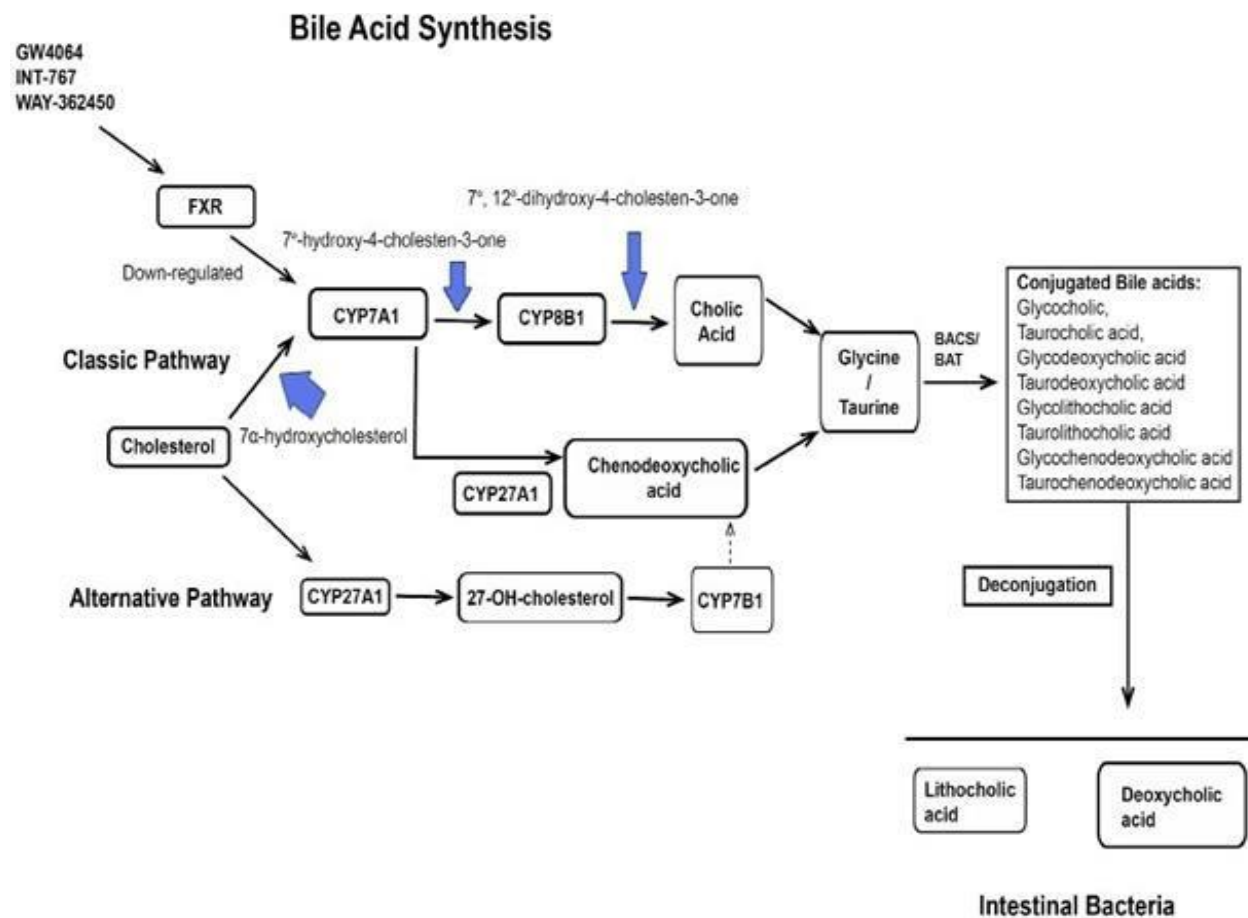 Bile Acid Synthesis
GW4064
INT-767
WAY-362450
FXR
Down-regulated
7°-hydroxy-4-cholesten-3-one
7°, 12°-dihydroxy-4-cholesten-3-one
CYP7A1
CYP8B1
Cholic
Acid
Classic Pathway
7α-hydroxycholesterol
Cholesterol
CYP27A1
Chenodeoxycholic
acid
Glycine
/
Taurine
BACS/
BAT
Conjugated Bile acids:
Glycocholic,
Taurocholic acid,
Glycodeoxycholic acid
Taurodeoxycholic acid
Glycolithocholic acid
Taurolithocholic acid
Glycochenodeoxycholic acid
Taurochenodeoxycholic acid
Alternative Pathway
CYP27A1
27-OH-cholesterol
CYP7B1
Deconjugation
Lithocholic
acid
Deoxycholic
acid
Intestinal Bacteria